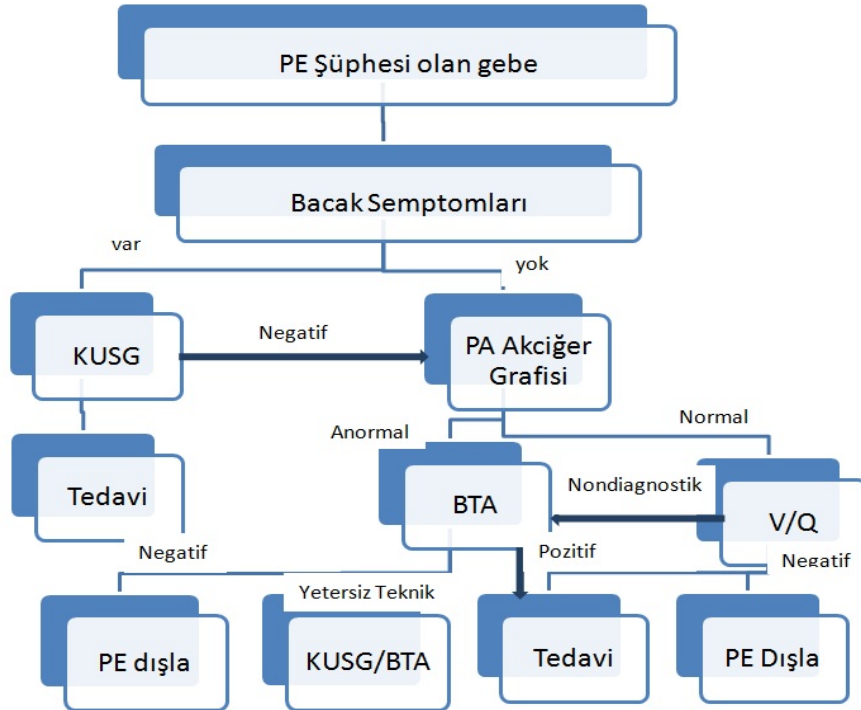 PE Şüphesi olan gebe
Bacak Semptomları
var
yok
KUSG
Negatif
PA Akciğer
Grafisi
Anormal
Normal
Tedavi
BTA
Nondiagnostik
V/Q
Negatif
Pozitif
Negatif
Yetersiz Teknik
PE dışla
KUSG/BTA
Tedavi
PE Dışla